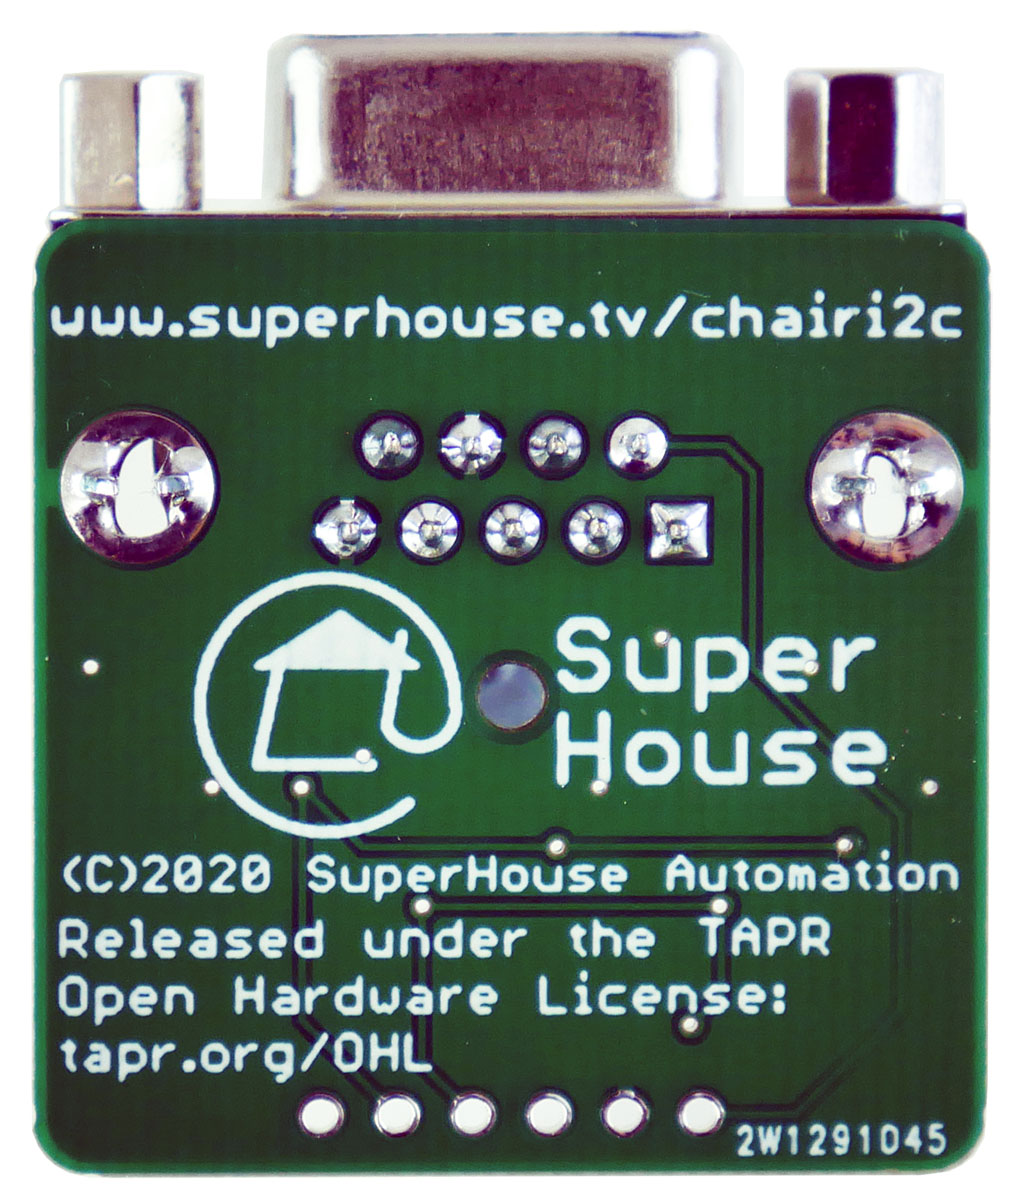 www.superhouse.tv/chairi2c
Super
House
(C)2020 SuperHouse Automation
Released under the TAPR
Open Hardware License:
tapr.org/OHL
2W1291045